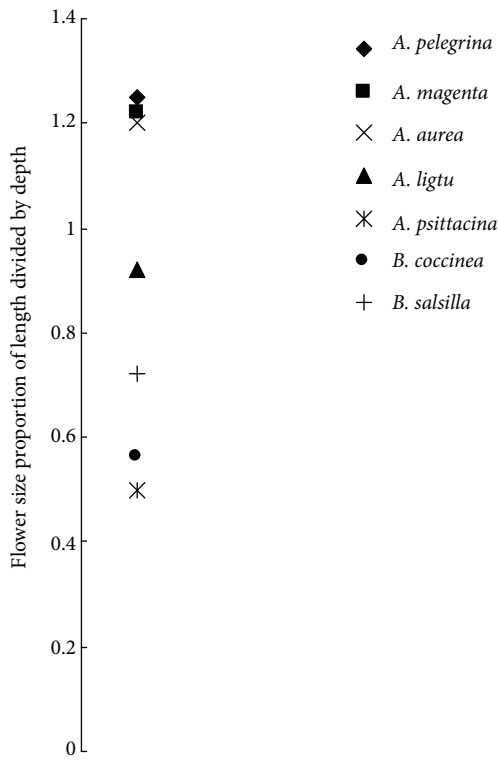 1.4
1.2
1
0.8
0.6
0.4
0.2
0
Flower size proportion of length divided by depth
A. pelegrina
A. magenta
A. aurea
A. ligtu
A. psittacina
B. coccinea
B. salsilla